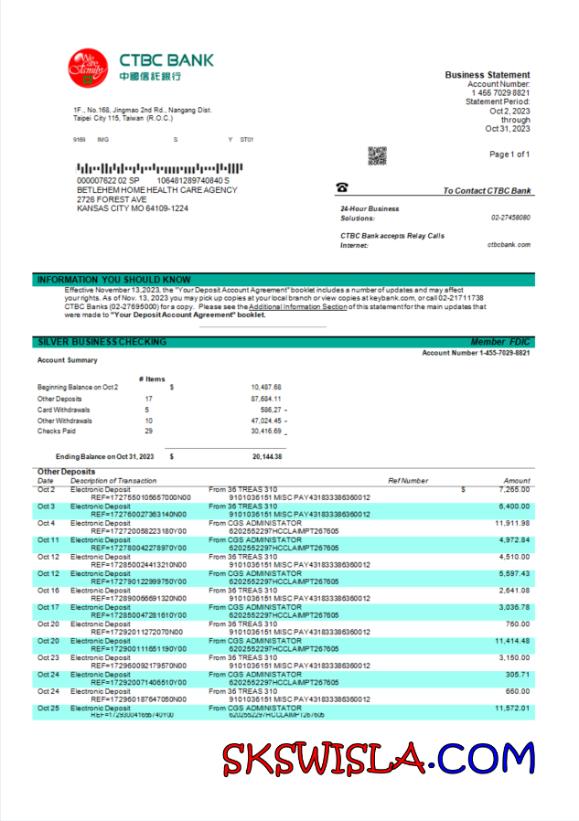 We are Family
CTBC BANK
中國信託銀行
1F., No.168, Jingmao 2nd Rd., Nangang Dist.
Taipei City 115, Taiwan (R.O.C.)
Business Statement
Account Number:
1 455 7029 8821
Statement Period:
Oct 2, 2023
through
Oct 31, 2023
Page 1 of 1
9169 IMG S Y ST01
000007622 02 SP 106481289740840 S
BETLEHEM HOME HEALTH CARE AGENCY
2726 FOREST AVE
KANSAS CITY MO 64109-1224
To Contact CTBC Bank
24-Hour Business
Solutions: 02-27458080
CTBC Bank accepts Relay Calls
Internet: ctbcbank.com
INFORMATION YOU SHOULD KNOW
Effective November 13,2023, the "Your Deposit Account Agreement" booklet includes a number of updates and may affect
your rights. As of Nov. 13, 2023 you may pick up copies at your local branch or view copies at keybank.com, or call 02-21711738
CTBC Banks (02-27695000) for a copy. Please see the Additional Information Section of this statement for the main updates that
were made to "Your Deposit Account Agreement" booklet.
SILVER BUSINESS CHECKING Member FDIC
Account Number 1-455-7029-8821
Account Summary
# Items
Beginning Balance on Oct 2 $ 10,487.68
Other Deposits 17 87,684.11
Card Withdrawals 5 586,27 -
Other Withdrawals 10 47,024.45 -
Checks Paid 29 30,416.69 -
Ending Balance on Oct 31, 2023 $ 20,144.38
Other Deposits
Date Description of Transaction Ref Number Amount
Oct 2 Electronic Deposit From 36 TREAS 310 $ 7,265.00
REF=1727550105657000N00 9101036151 MISC PAY431833386360012
Oct 3 Electronic Deposit From 36 TREAS 310 6,400.00
REF=172760027363140N00 9101036151 MISC PAY431833386360012
Oct 4 Electronic Deposit From CGS ADMINISTATOR 11,911.98
REF=172720058223180Y00 6202552297HCCLAIMPT267605
Oct 11 Electronic Deposit From CGS ADMINISTATOR 4,972.84
REF=172780042278970Y00 6202552297HCCLAIMPT267605
Oct 12 Electronic Deposit From 36 TREAS 310 4,510.00
REF=172850024413210N00 9101036151 MISC PAY431833386360012
Oct 12 Electronic Deposit From CGS ADMINISTATOR 5,597.43
REF=172790122999750Y00 6202552297HCCLAIMPT267605
Oct 16 Electronic Deposit From 36 TREAS 310 2,641.08
REF=172890066691320N00 9101036151 MISC PAY431833386360012
Oct 17 Electronic Deposit From CGS ADMINISTATOR 3,036.78
REF=172850047281610Y00 6202552297HCCLAIMPT267605
Oct 20 Electronic Deposit From 36 TREAS 310 760.00
REF=17292011272070N00 9101036151 MISC PAY431833386360012
Oct 20 Electronic Deposit From CGS ADMINISTATOR 11,414.48
REF=172900111651190Y00 6202552297HCCLAIMPT267605
Oct 23 Electronic Deposit From 36 TREAS 310 3,150.00
REF=172960092179570N00 9101036151 MISC PAY431833386360012
Oct 24 Electronic Deposit From CGS ADMINISTATOR 305.71
REF=172920071406510Y00 6202552297HCCLAIMPT267605
Oct 24 Electronic Deposit From 36 TREAS 310 660.00
REF=172960187647050N00 9101036151 MISC PAY431833386360012
Oct 25 Electronic Deposit From CGS ADMINISTATOR 11,572.01
REF=172930041666740Y00 6202552297HCCLAIMPT267605
SKSWISLA.COM